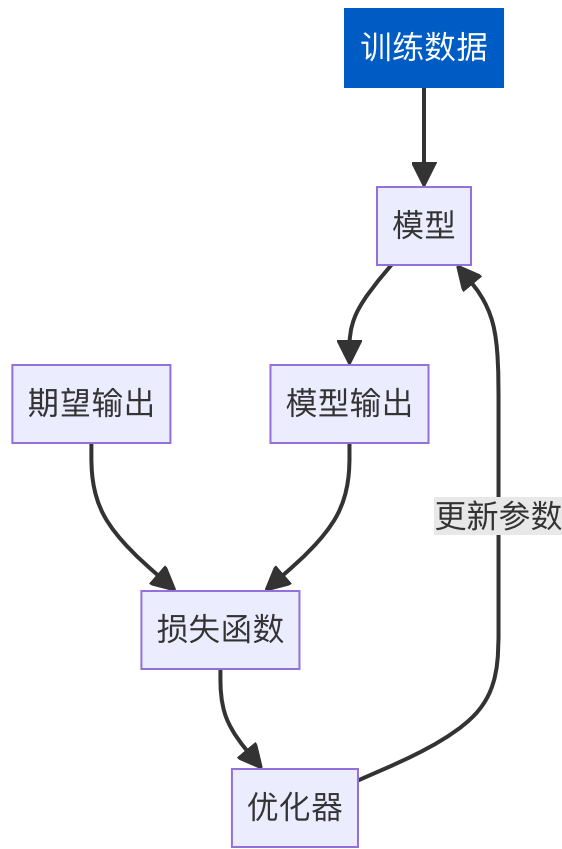 训练数据
模型
期望输出
模型输出
更新参数
损失函数
优化器